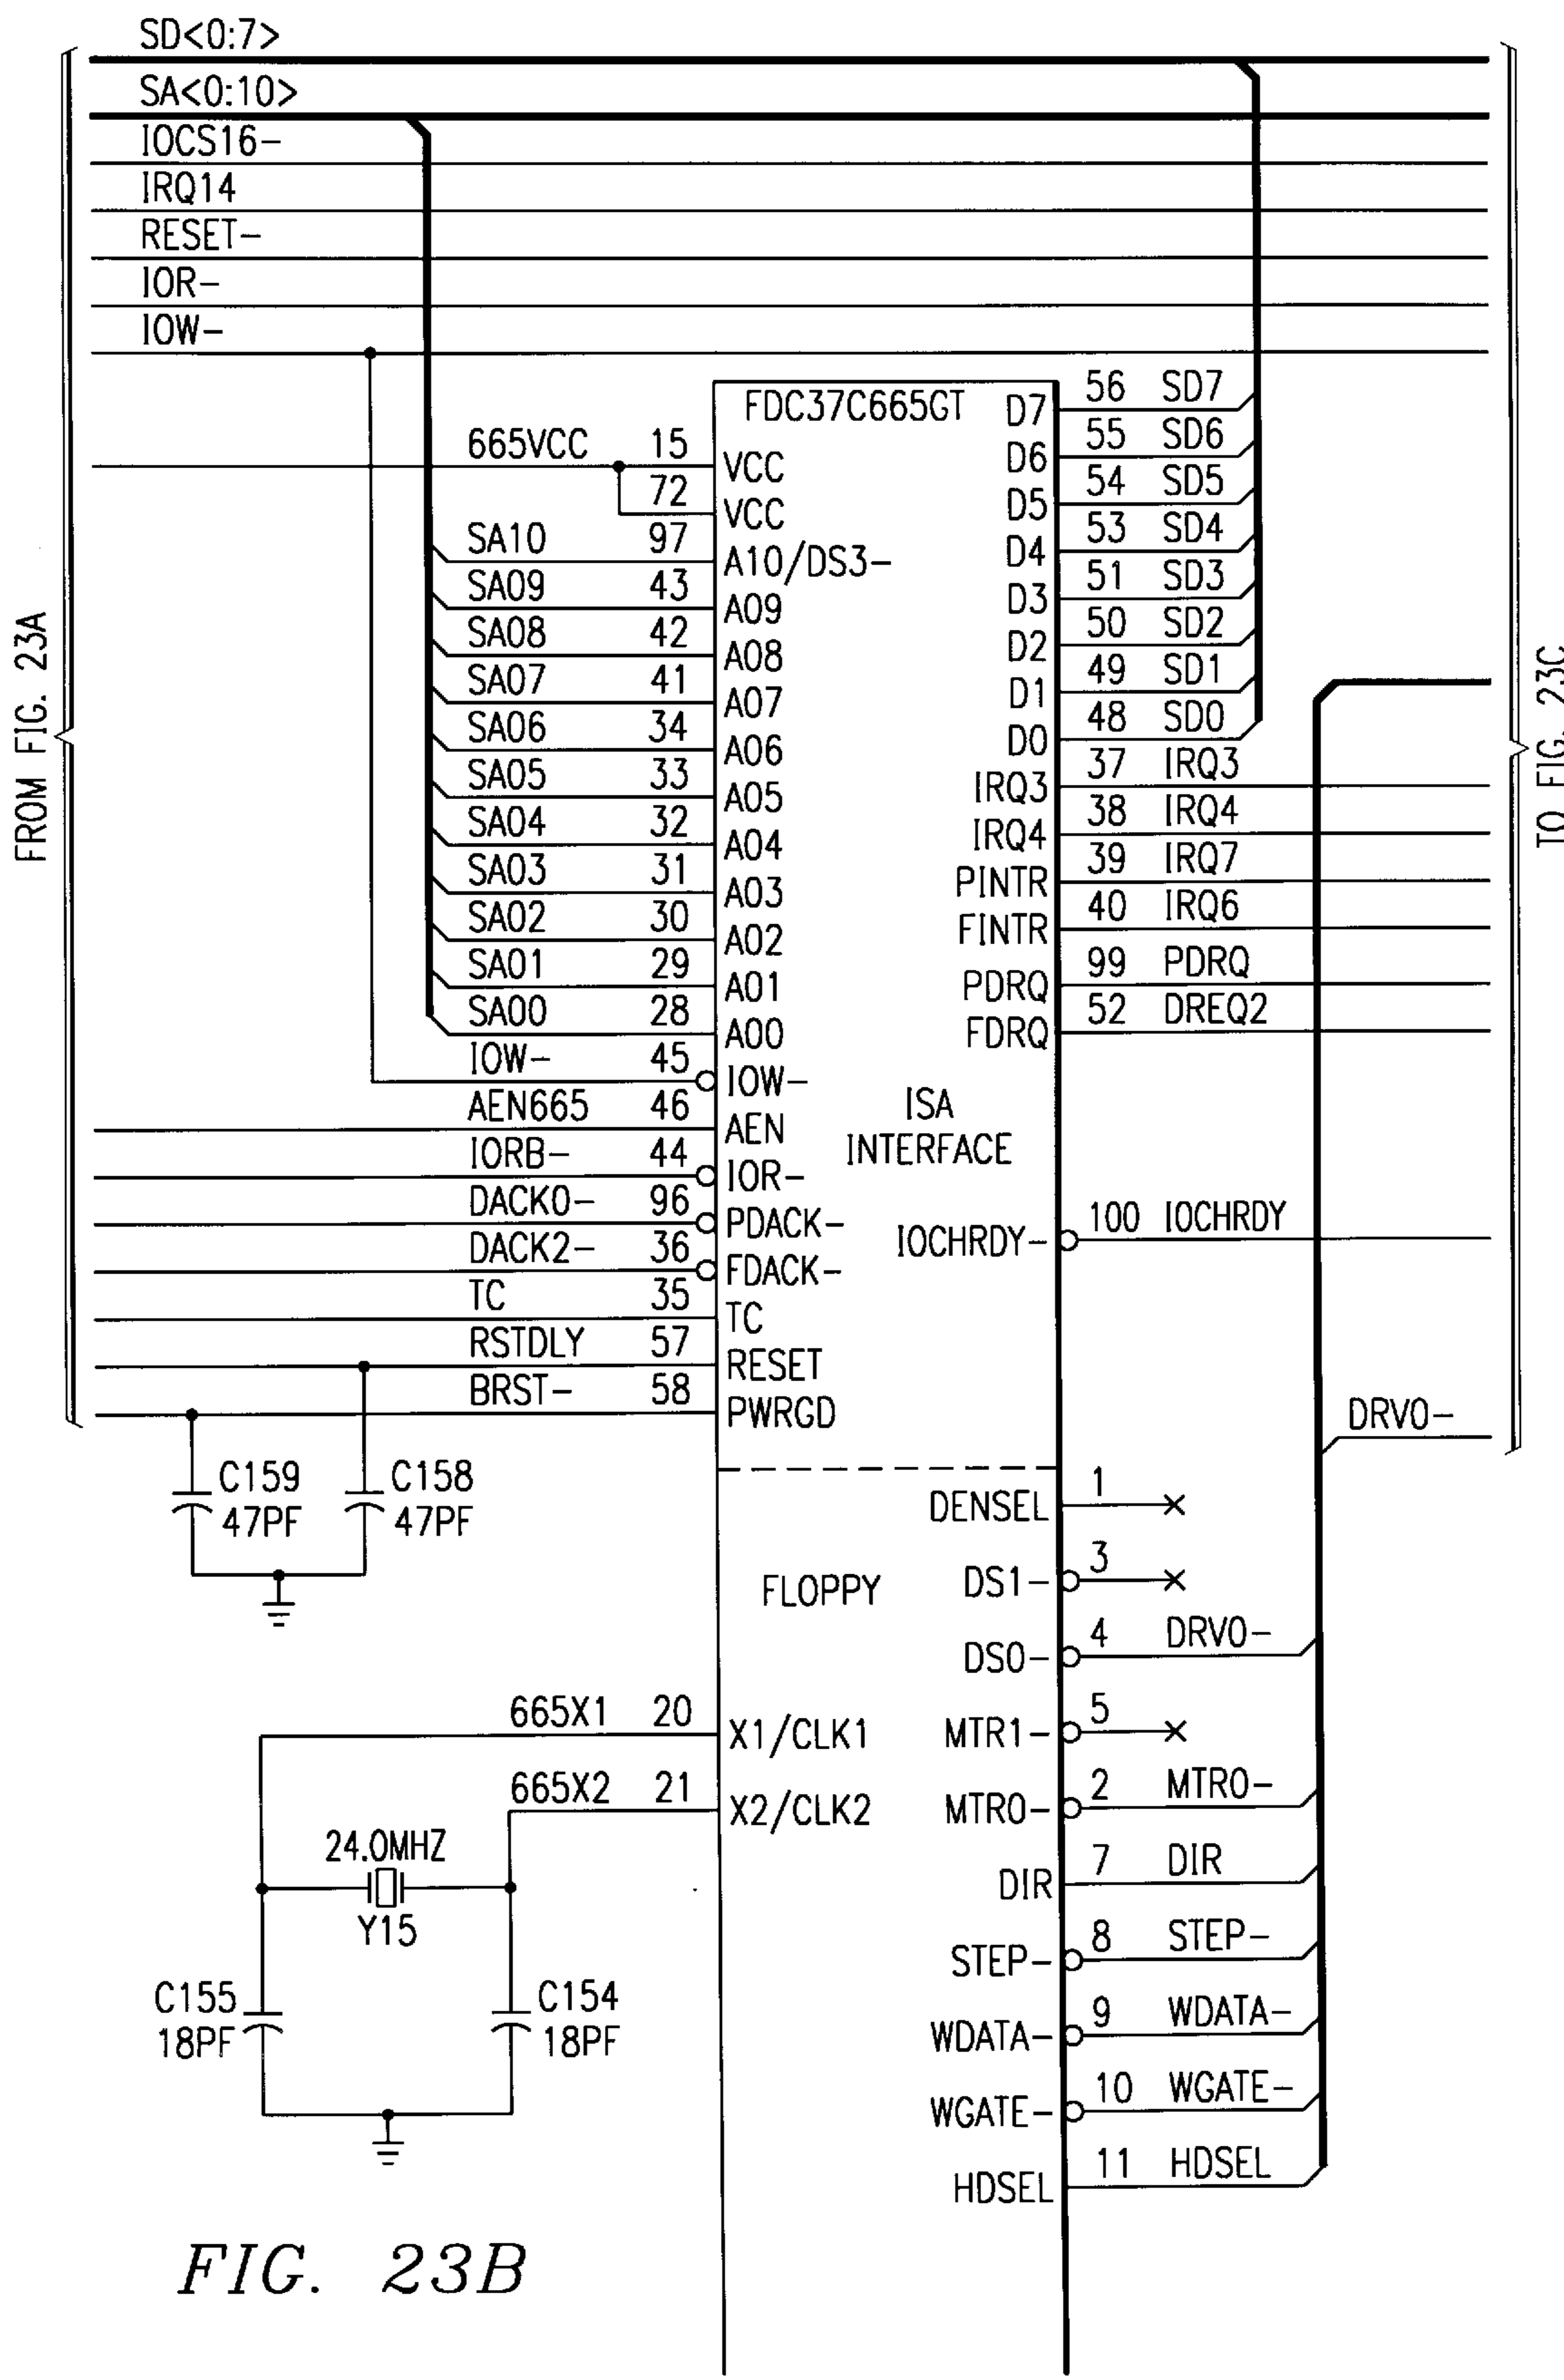 SD<0:7>
SA<0:10>
IOCS16-
IRQ14
RESET-
IOR-
IOW-
FROM FIG. 23A
TO FIG. 23C
FDC37C665GT
665VCC 15 VCC
72 VCC
SA10 97 A10/DS3-
SA09 43 A09
SA08 42 A08
SA07 41 A07
SA06 34 A06
SA05 33 A05
SA04 32 A04
SA03 31 A03
SA02 30 A02
SA01 29 A01
SA00 28 A00
IOW- 45 IOW-
AEN665 46 AEN
IORB- 44 IOR-
DACK0- 96 PDACK-
DACK2- 36 FDACK-
TC 35 TC
RSTDLY 57 RESET
BRST- 58 PWRGD
D7 56 SD7
D6 55 SD6
D5 54 SD5
D4 53 SD4
D3 51 SD3
D2 50 SD2
D1 49 SD1
D0 48 SD0
IRQ3 37 IRQ3
IRQ4 38 IRQ4
PINTR 39 IRQ7
FINTR 40 IRQ6
PDRQ 99 PDRQ
FDRQ 52 DREQ2
ISA
INTERFACE
IOCHRDY- 100 IOCHRDY
DRV0-
C159
47PF
C158
47PF
FLOPPY
DENSEL 1
DS1- 3
DS0- 4 DRV0-
MTR1- 5
MTR0- 2 MTR0-
DIR 7 DIR
STEP- 8 STEP-
WDATA- 9 WDATA-
WGATE- 10 WGATE-
HDSEL 11 HDSEL
665X1 20 X1/CLK1
665X2 21 X2/CLK2
24.0MHZ
Y15
C155
18PF
C154
18PF
FIG. 23B